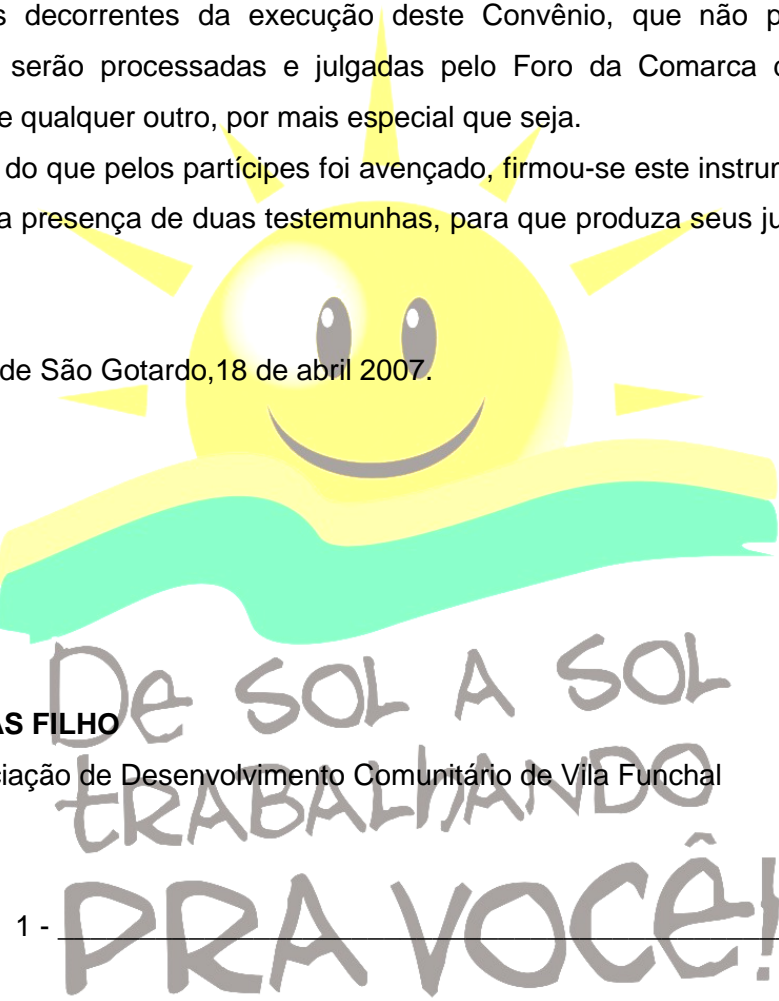 s decorrentes da execução deste Convênio, que não p
serão processadas e julgadas pelo Foro da Comarca
e qualquer outro, por mais especial que seja.
do que pelos partícipes foi avençado, firmou-se este instru
a presença de duas testemunhas, para que produza seus ju
de São Gotardo,18 de abril 2007.
De SOL A SOL
AS FILHO
ciação de Desenvolvimento Comunitário de Vila Funchal
tRABALhANDO
1 - ____________________
PRA VOCÊ!